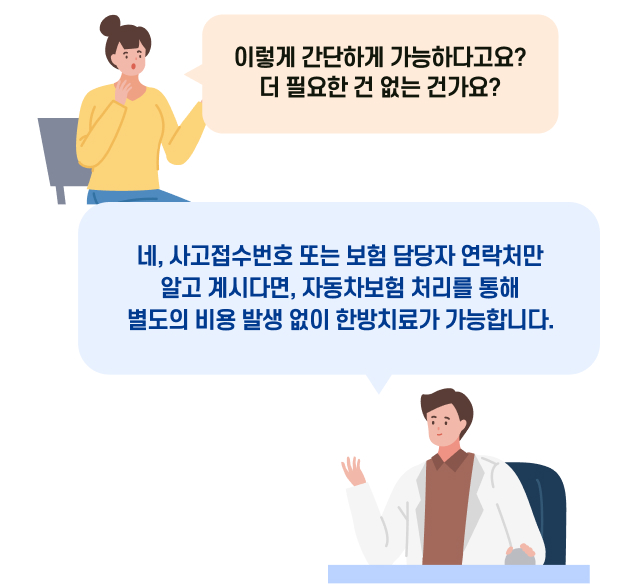 이렇게 간단하게 가능하다고요?
더 필요한 건 없는 건가요?
네, 사고접수번호 또는 보험 담당자 연락처만
알고 계시다면, 자동차보험 처리를 통해
별도의 비용 발생 없이 한방치료가 가능합니다.